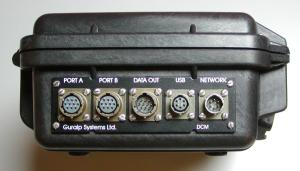 PORT A PORT B DATA OUT USB NETWORK
Guralp Systems Ltd. DCM